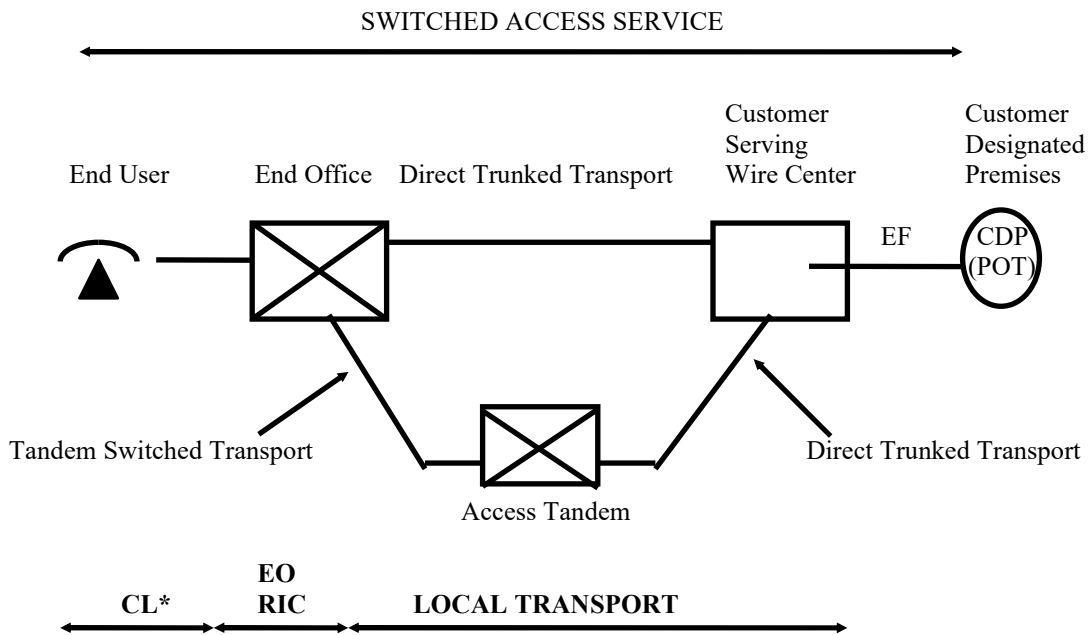 SWITCHED ACCESS SERVICE
Customer
Serving
Wire Center
Customer
Designated
Premises
End User
End Office
Direct Trunked Transport
EF
CDP
(POT)
Tandem Switched Transport
Direct Trunked Transport
Access Tandem
CL*
EO
RIC
LOCAL TRANSPORT